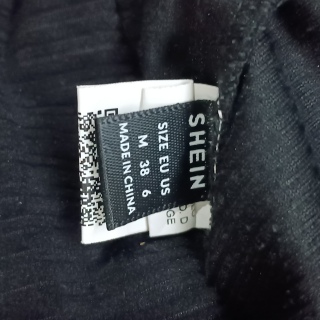 SHEIN
SIZE EU US
M 38 6
MADE IN CHINA